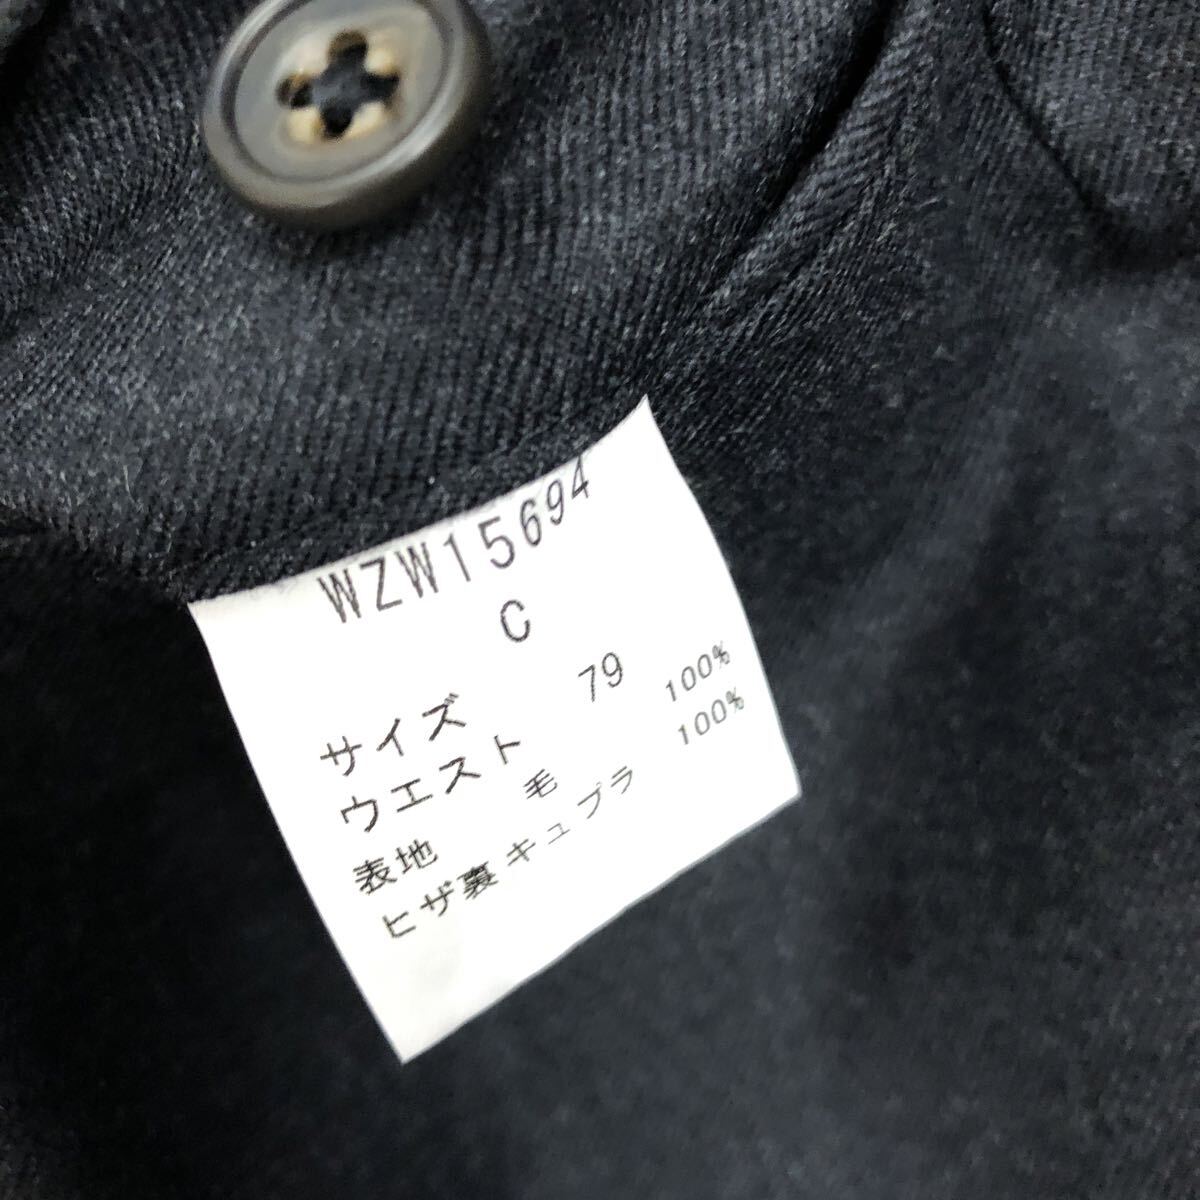 WZW15694
サイズ C
ウエスト 79
表地 毛 100%
ヒザ裏 キュプラ 100%